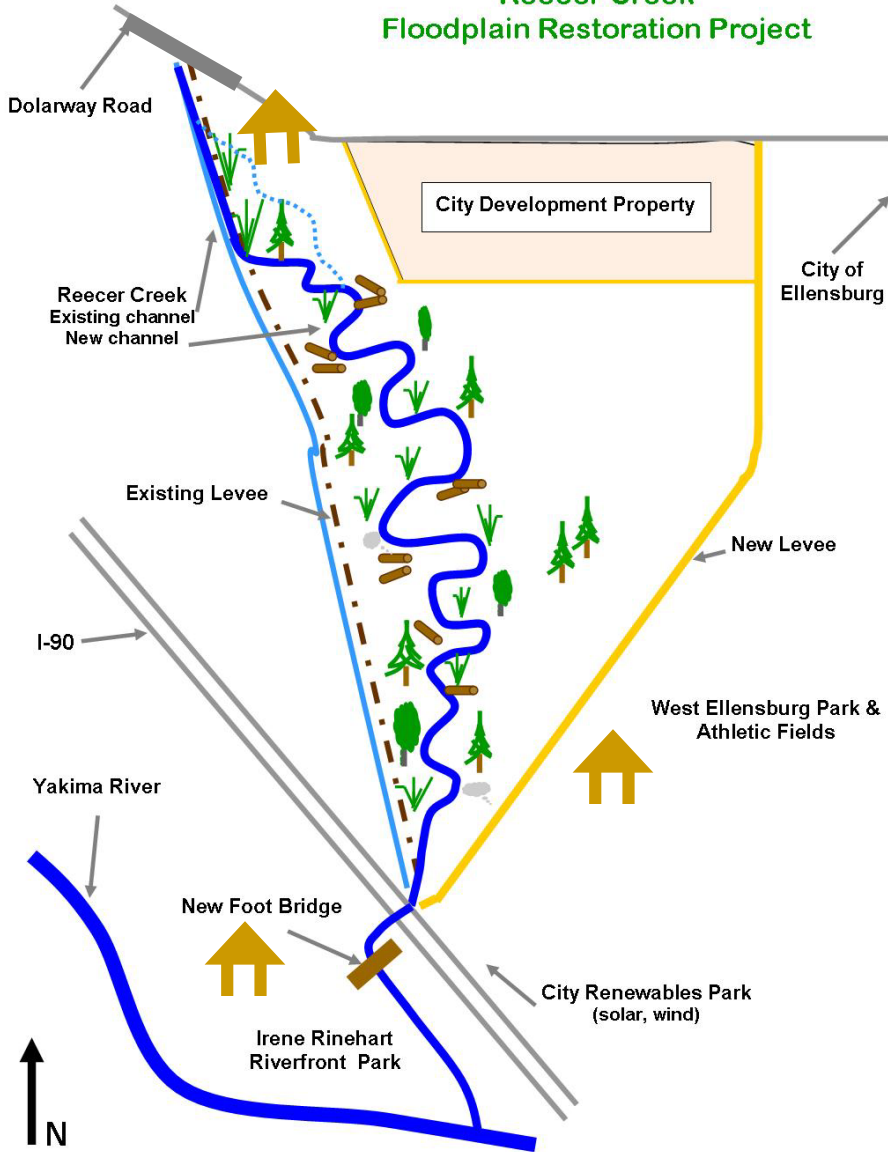 Reecer Creek
Floodplain Restoration Project
Dolarway Road
City Development Property
City of
Ellensburg
Reecer Creek
Existing channel
New channel
Existing Levee
New Levee
I-90
West Ellensburg Park &
Athletic Fields
Yakima River
New Foot Bridge
City Renewables Park
(solar, wind)
Irene Rinehart
Riverfront Park
N